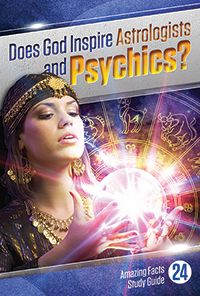 Does God Inspire Astrologists
and Psychics?
Amazing Facts
Study Guide
24